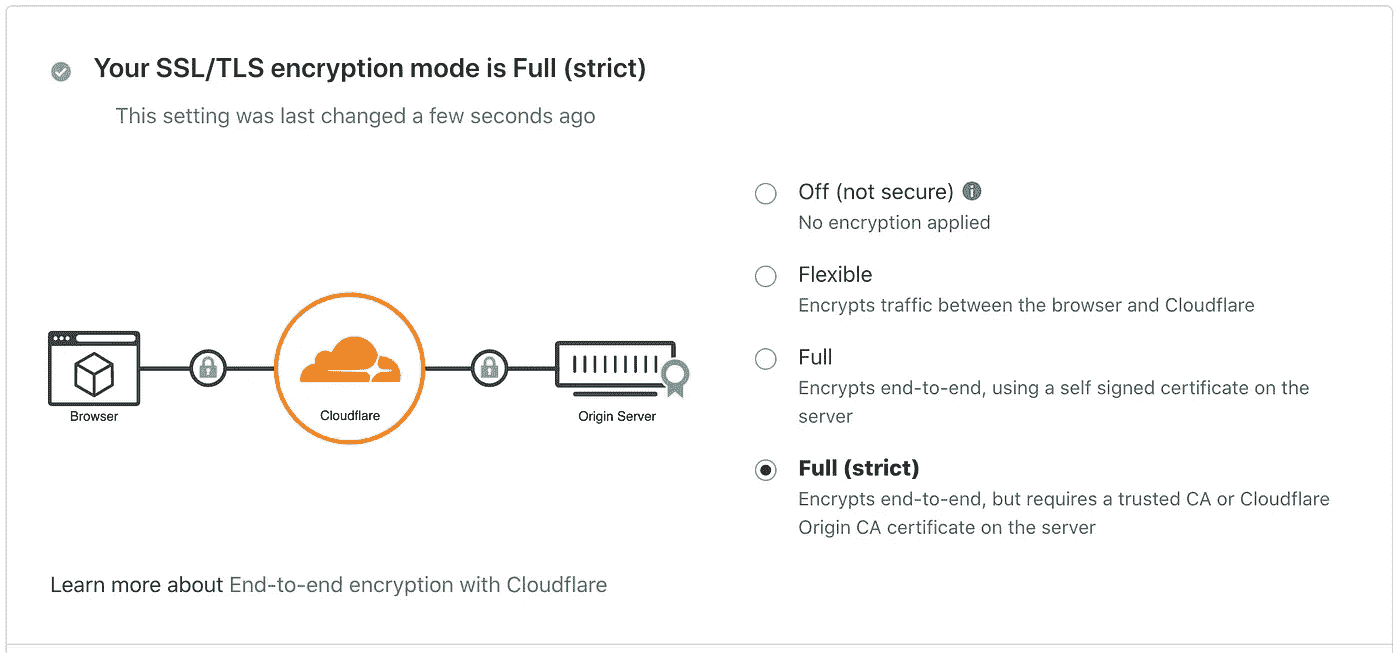 Your SSL/TLS encryption mode is Full (strict)
This setting was last changed a few seconds ago
Off (not secure)
No encryption applied
Flexible
Encrypts traffic between the browser and Cloudflare
Full
Encrypts end-to-end, using a self signed certificate on the
server
Full (strict)
Encrypts end-to-end, but requires a trusted CA or Cloudflare
Origin CA certificate on the server
Browser
Cloudflare
Origin Server
Learn more about End-to-end encryption with Cloudflare